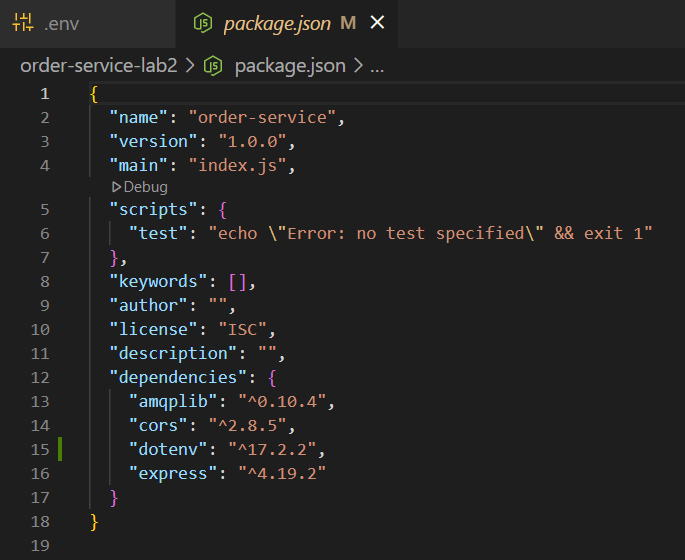 .env package.json M
order-service-lab2 > package.json > ...
1 {
2 "name": "order-service",
3 "version": "1.0.0",
4 "main": "index.js",
Debug
5 "scripts": {
6 "test": "echo \"Error: no test specified\" && exit 1"
7 },
8 "keywords": [],
9 "author": "",
10 "license": "ISC",
11 "description": "",
12 "dependencies": {
13 "amqplib": "^0.10.4",
14 "cors": "^2.8.5",
15 "dotenv": "^17.2.2",
16 "express": "^4.19.2"
17 }
18 }
19